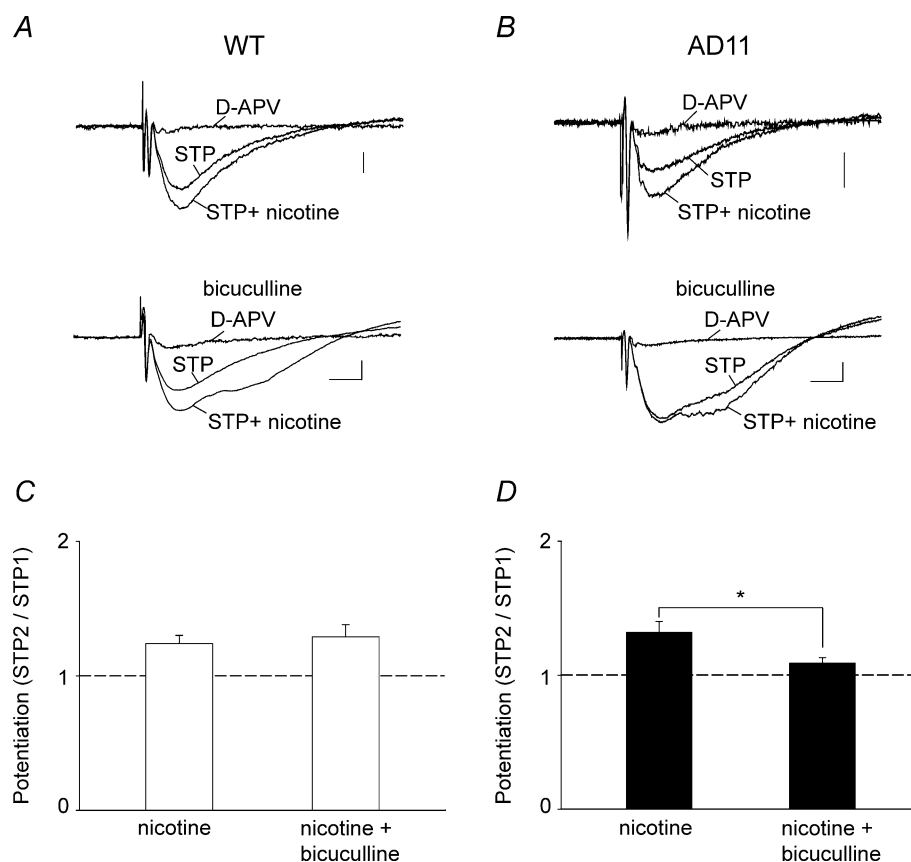 A
WT
D-APV
STP
STP+ nicotine
bicuculline
D-APV
STP
STP+ nicotine
B
AD11
D-APV
STP
STP+ nicotine
bicuculline
D-APV
STP
STP+ nicotine
C
Potentiation (STP2 / STP1)
2
1
0
nicotine
nicotine +
bicuculline
D
Potentiation (STP2 / STP1)
2
1
0
*
nicotine
nicotine +
bicuculline